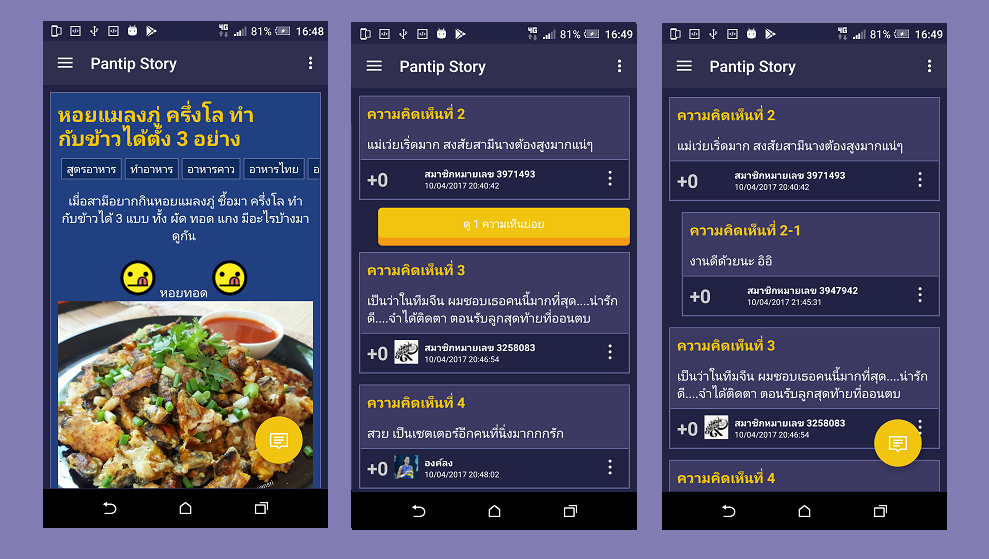 4G 81% 16:48
Pantip Story
หอยแมลงภู่ ครึ่งโล ทำ
กับข้าวได้ตั้ง 3 อย่าง
สูตรอาหาร ทำอาหาร อาหารคาว อาหารไทย อ
เมื่อสามีอยากกินหอยแมลงภู่ ซื้อมา ครึ่งโล ทำ
กับข้าวได้ 3 แบบ ทั้ง ผัด ทอด แกง มีอะไรบ้างมา
ดูกัน
หอยทอด
4G 81% 16:49
Pantip Story
ความคิดเห็นที่ 2
แม่เว่ยเริ่ดมาก สงสัยสามีนางต้องสูงมากแน่ๆ
+0 สมาชิกหมายเลข 3971493
10/04/2017 20:40:42
ดู 1 ความเห็นย่อย
ความคิดเห็นที่ 3
เป็นว่าในทีมจีน ผมชอบเธอคนนี้มากที่สุด....น่ารัก
ดี....จำได้ติดตา ตอนรับลูกสุดท้ายที่ออนตบ
+0 สมาชิกหมายเลข 3258083
10/04/2017 20:46:54
ความคิดเห็นที่ 4
สวย เป็นเซตเตอร์อีกคนที่นิ่งมากกกรัก
+0 องค์ลง
10/04/2017 20:48:02
4G 81% 16:49
Pantip Story
ความคิดเห็นที่ 2
แม่เว่ยเริ่ดมาก สงสัยสามีนางต้องสูงมากแน่ๆ
+0 สมาชิกหมายเลข 3971493
10/04/2017 20:40:42
ความคิดเห็นที่ 2-1
งานดีด้วยนะ อิอิ
+0 สมาชิกหมายเลข 3947942
10/04/2017 21:45:31
ความคิดเห็นที่ 3
เป็นว่าในทีมจีน ผมชอบเธอคนนี้มากที่สุด....น่ารัก
ดี....จำได้ติดตา ตอนรับลูกสุดท้ายที่ออนตบ
+0 สมาชิกหมายเลข 3258083
10/04/2017 20:46:54
ความคิดเห็นที่ 4